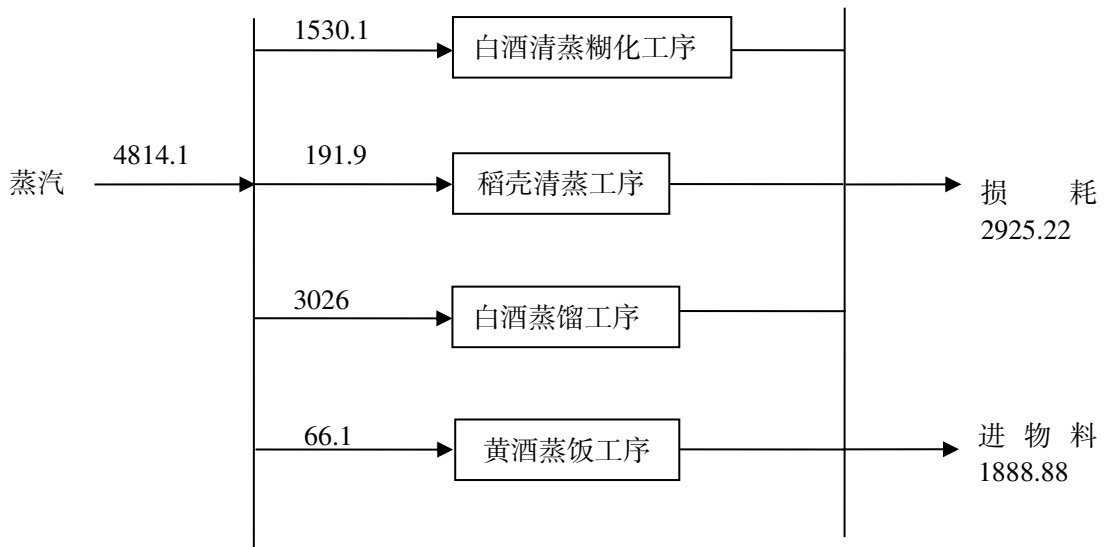 1530.1
白酒清蒸糊化工序
4814.1
191.9
蒸汽
稻壳清蒸工序
损 耗
2925.22
3026
白酒蒸馏工序
66.1
黄酒蒸饭工序
进 物 料
1888.88